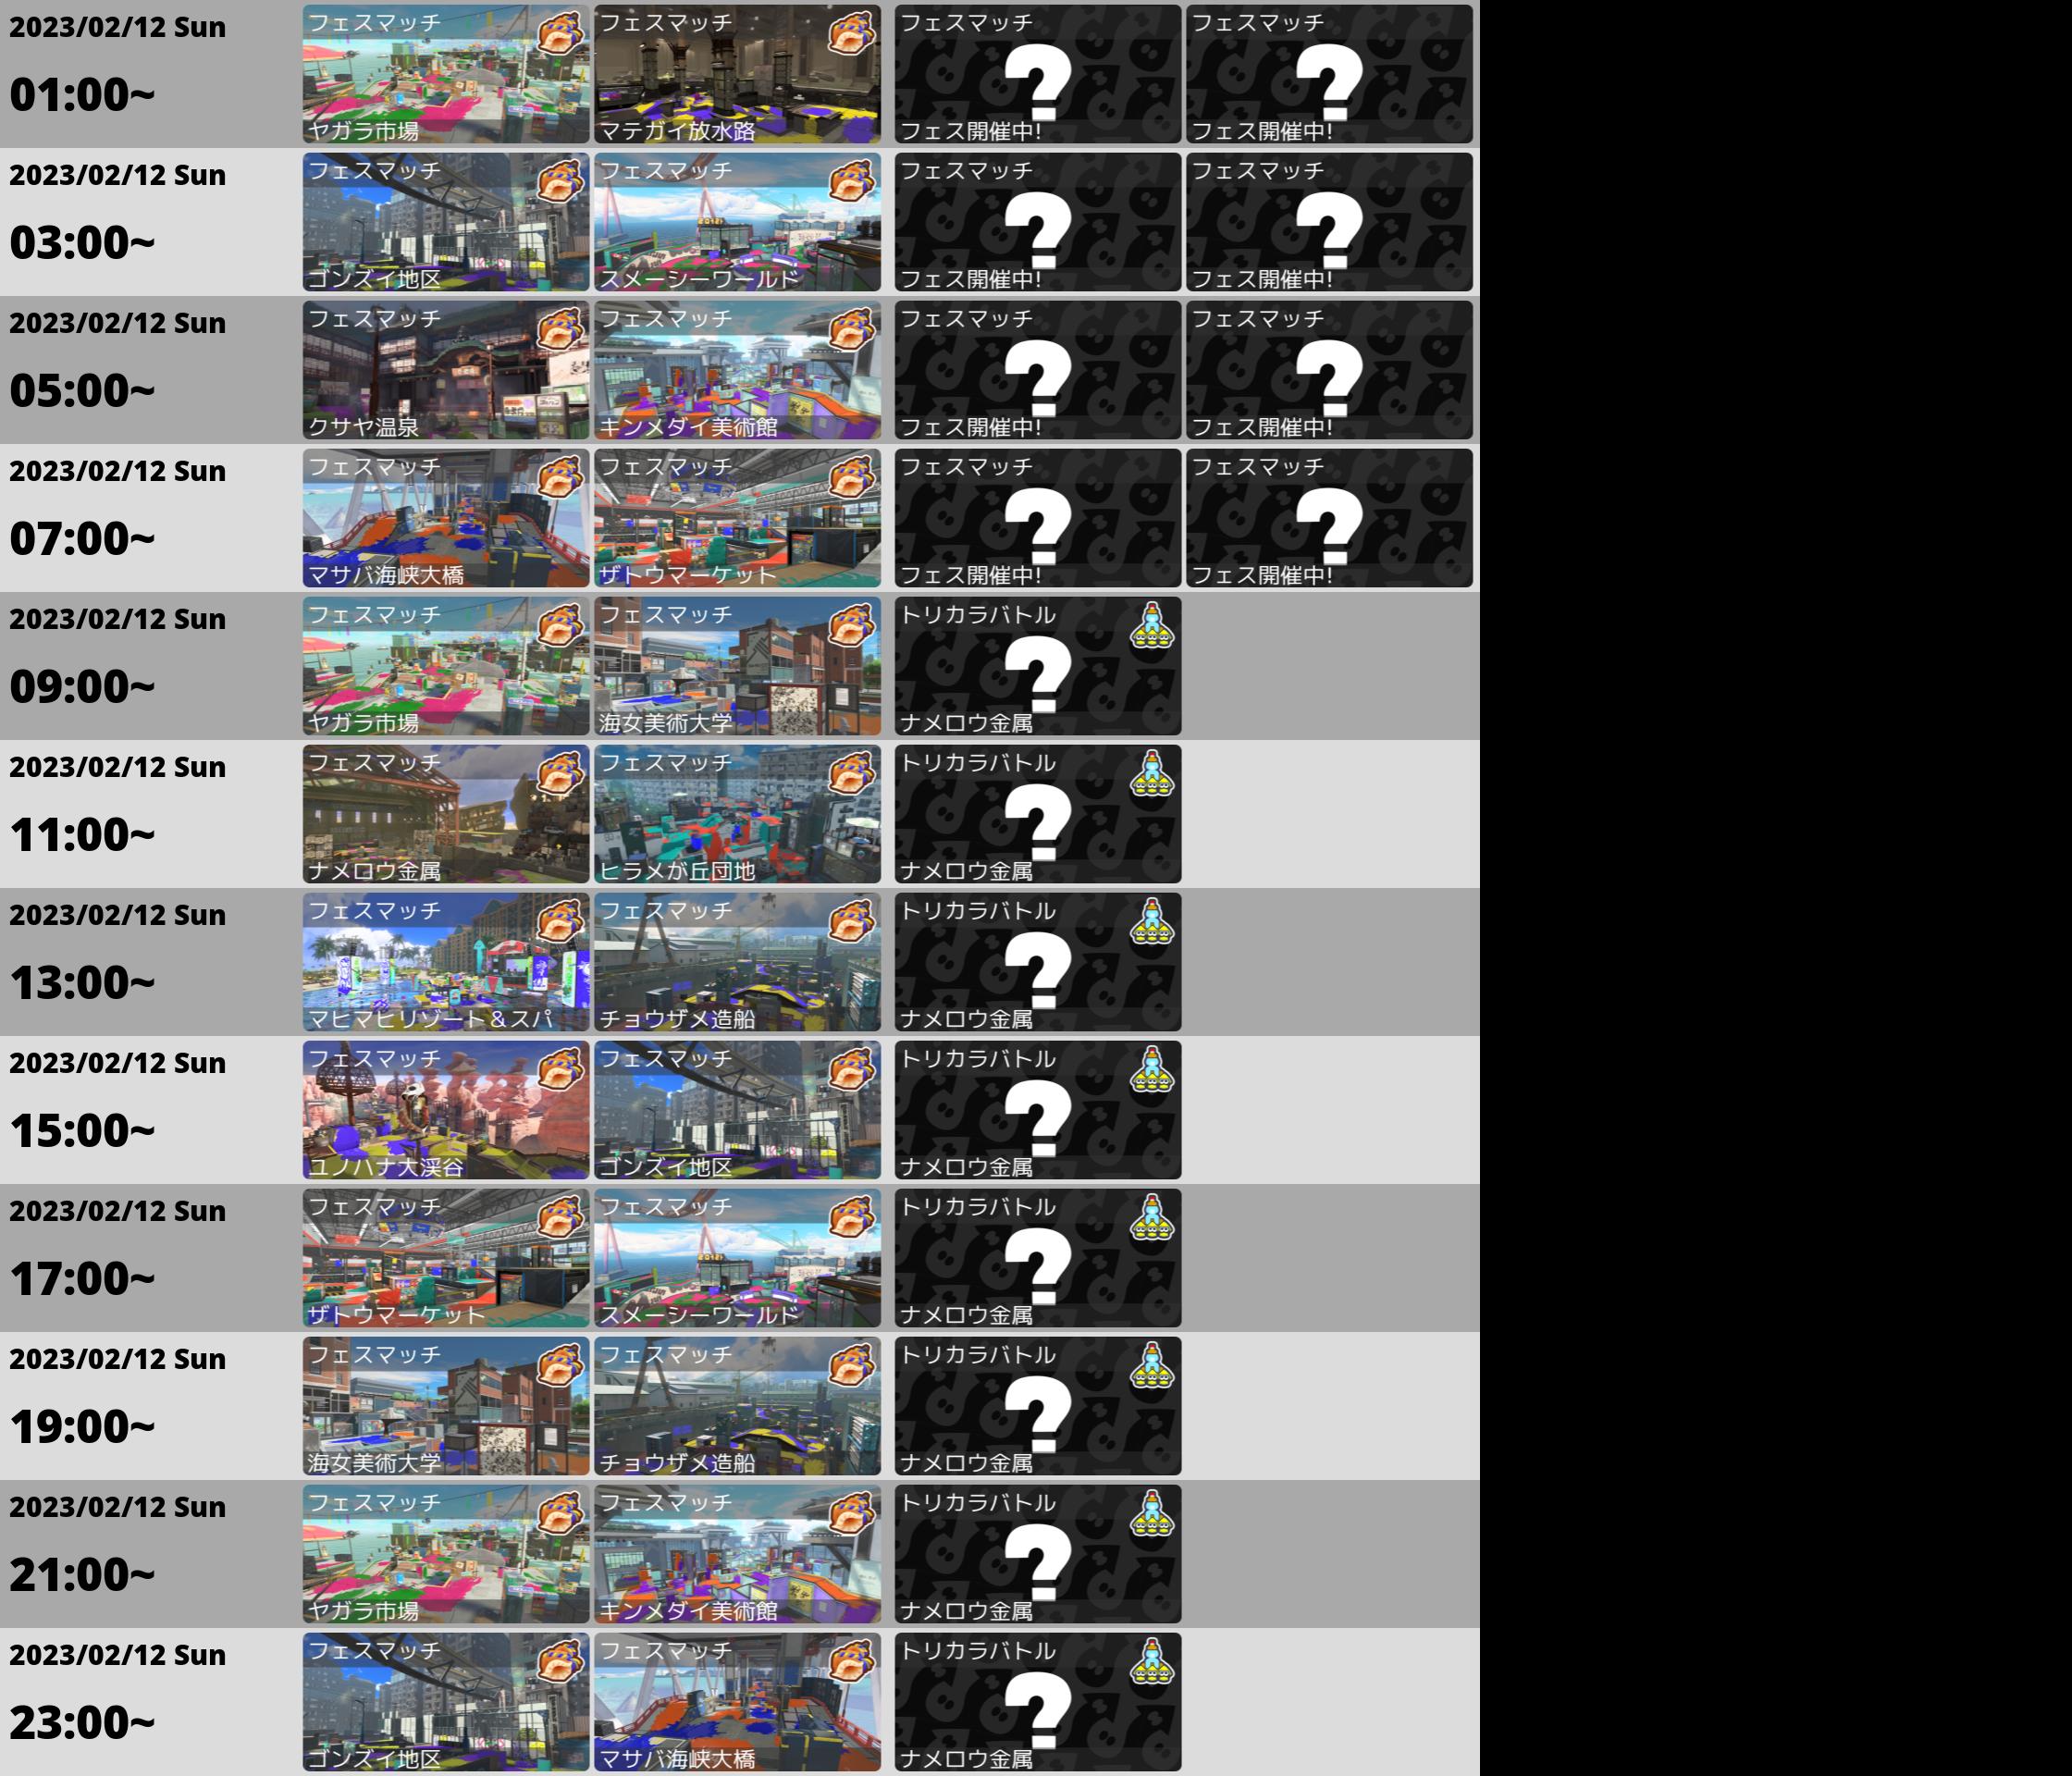 2023/02/12 Sun
01:00~
フェスマッチ
ヤガラ市場
フェスマッチ
マテガイ放水路
フェスマッチ
?
フェス開催中!
フェスマッチ
?
フェス開催中!
2023/02/12 Sun
03:00~
フェスマッチ
ゴンズイ地区
フェスマッチ
スメーシーワールド
フェスマッチ
?
フェス開催中!
フェスマッチ
?
フェス開催中!
2023/02/12 Sun
05:00~
フェスマッチ
クサヤ温泉
フェスマッチ
キンメダイ美術館
フェスマッチ
?
フェス開催中!
フェスマッチ
?
フェス開催中!
2023/02/12 Sun
07:00~
フェスマッチ
マサバ海峡大橋
フェスマッチ
ザトウマーケット
フェスマッチ
?
フェス開催中!
フェスマッチ
?
フェス開催中!
2023/02/12 Sun
09:00~
フェスマッチ
ヤガラ市場
フェスマッチ
海女美術大学
トリカラバトル
?
ナメロウ金属
2023/02/12 Sun
11:00~
フェスマッチ
ナメロウ金属
フェスマッチ
ヒラメが丘団地
トリカラバトル
?
ナメロウ金属
2023/02/12 Sun
13:00~
フェスマッチ
マヒマヒリゾート＆スパ
フェスマッチ
チョウザメ造船
トリカラバトル
?
ナメロウ金属
2023/02/12 Sun
15:00~
フェスマッチ
ユノハナ大渓谷
フェスマッチ
ゴンズイ地区
トリカラバトル
?
ナメロウ金属
2023/02/12 Sun
17:00~
フェスマッチ
ザトウマーケット
フェスマッチ
スメーシーワールド
トリカラバトル
?
ナメロウ金属
2023/02/12 Sun
19:00~
フェスマッチ
海女美術大学
フェスマッチ
チョウザメ造船
トリカラバトル
?
ナメロウ金属
2023/02/12 Sun
21:00~
フェスマッチ
ヤガラ市場
フェスマッチ
キンメダイ美術館
トリカラバトル
?
ナメロウ金属
2023/02/12 Sun
23:00~
フェスマッチ
ゴンズイ地区
フェスマッチ
マサバ海峡大橋
トリカラバトル
?
ナメロウ金属